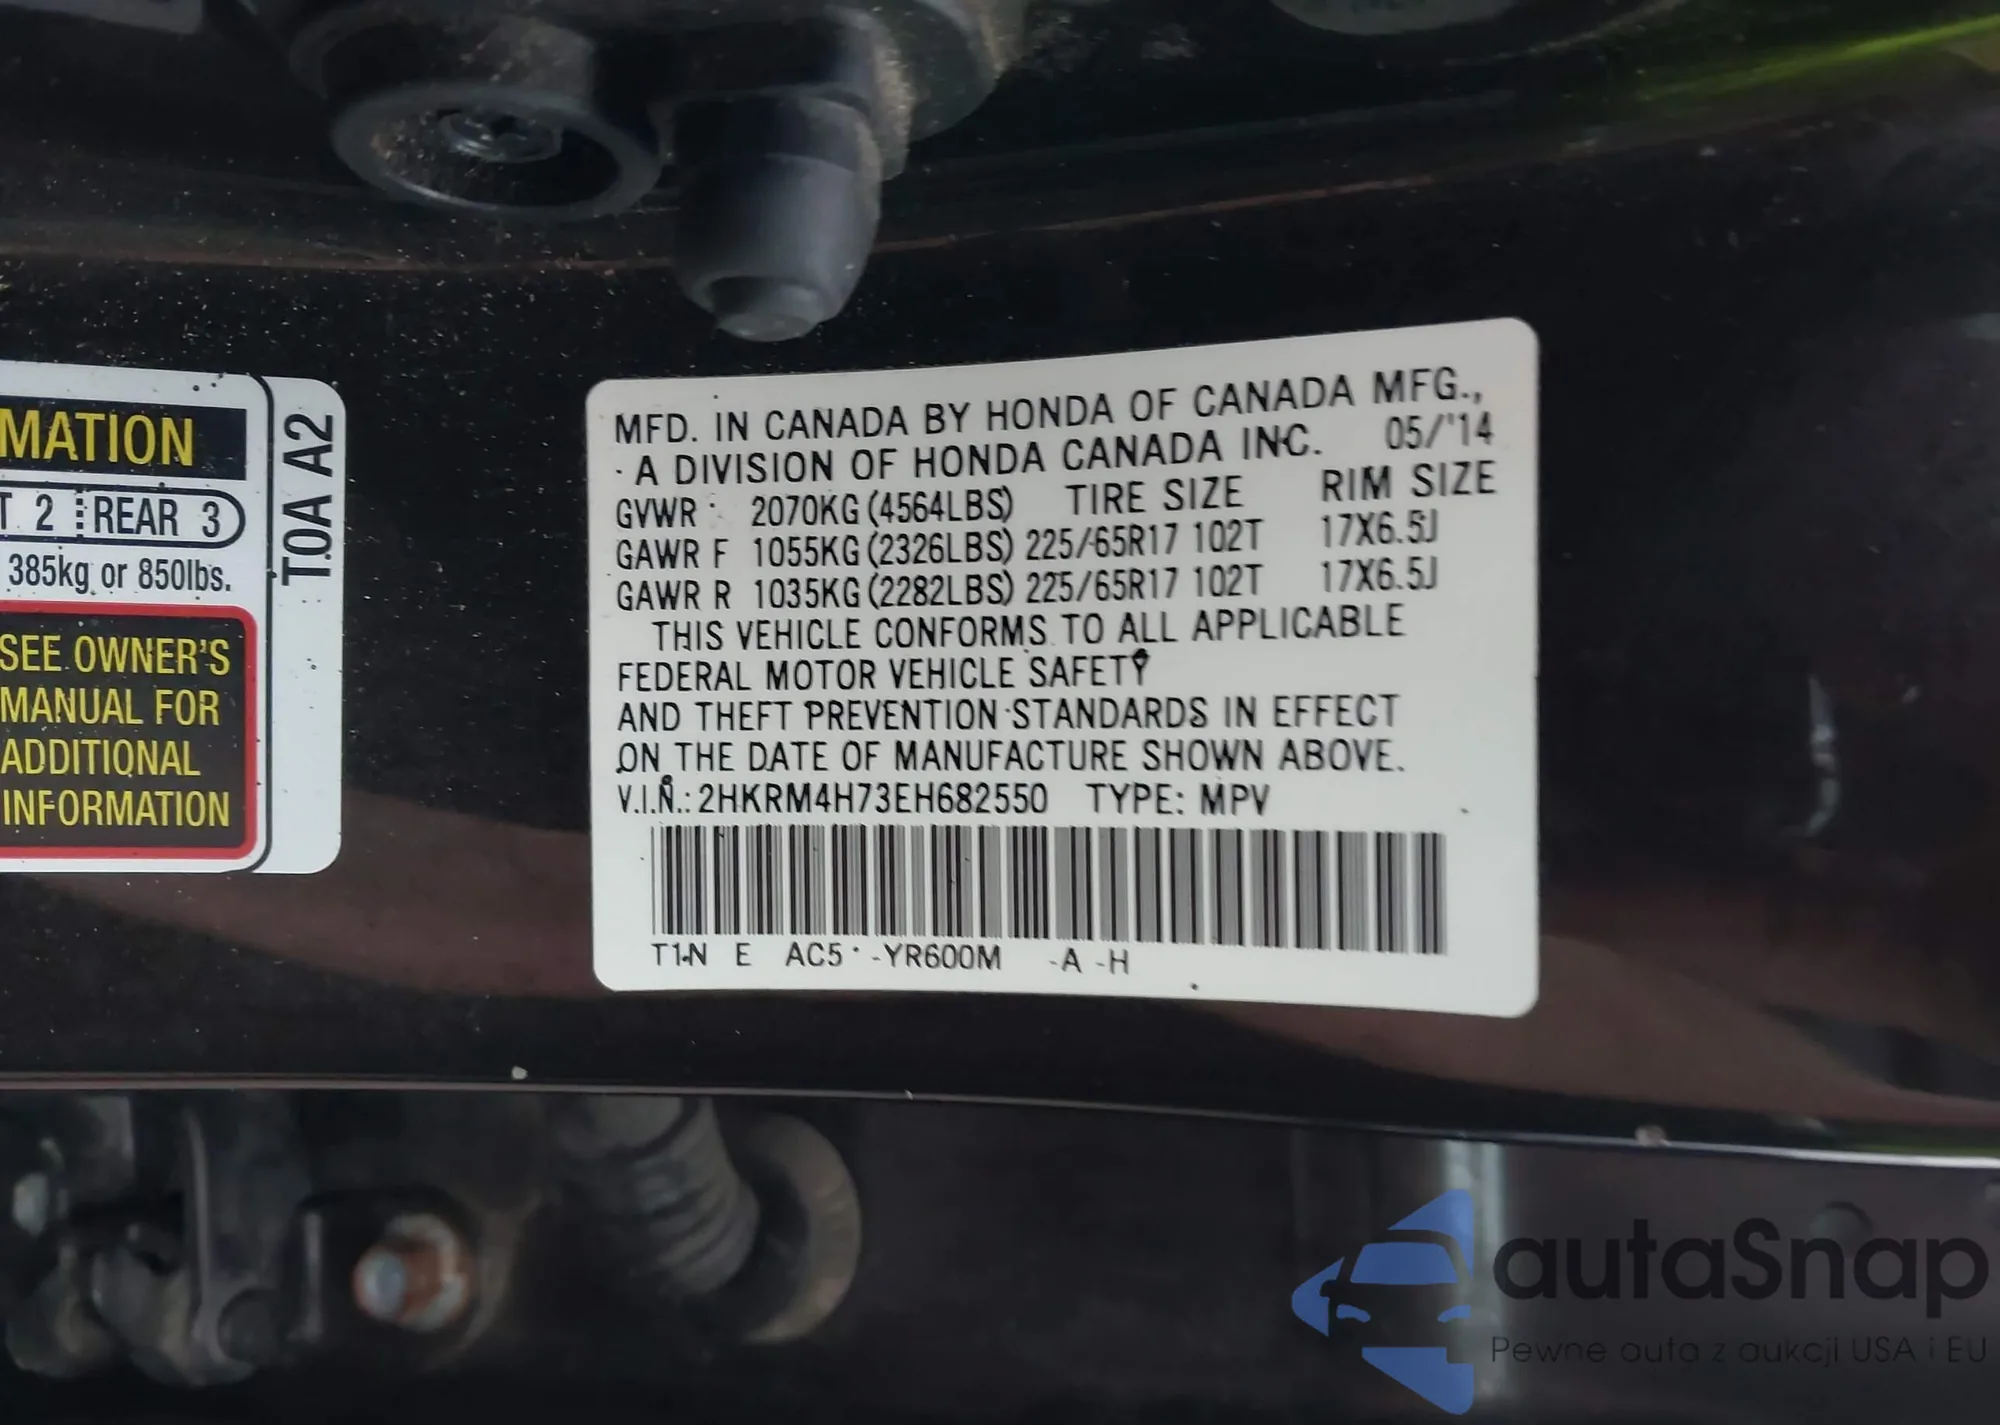 MATION
T 2 REAR 3
385kg or 850lbs.
SEE OWNER'S
MANUAL FOR
ADDITIONAL
INFORMATION
T0A A2
MFD. IN CANADA BY HONDA OF CANADA MFG.,
A DIVISION OF HONDA CANADA INC. 05/'14
GVWR 2070KG (4564LBS) TIRE SIZE RIM SIZE
GAWR F 1055KG (2326LBS) 225/65R17 102T 17X6.5J
GAWR R 1035KG (2282LBS) 225/65R17 102T 17X6.5J
THIS VEHICLE CONFORMS TO ALL APPLICABLE
FEDERAL MOTOR VEHICLE SAFETY
AND THEFT PREVENTION STANDARDS IN EFFECT
ON THE DATE OF MANUFACTURE SHOWN ABOVE.
V.I.N.: 2HKRM4H73EH682550 TYPE: MPV
T1N E AC5 -YR600M -A -H
autaSnap
Pewne auta z aukcji USA i EU